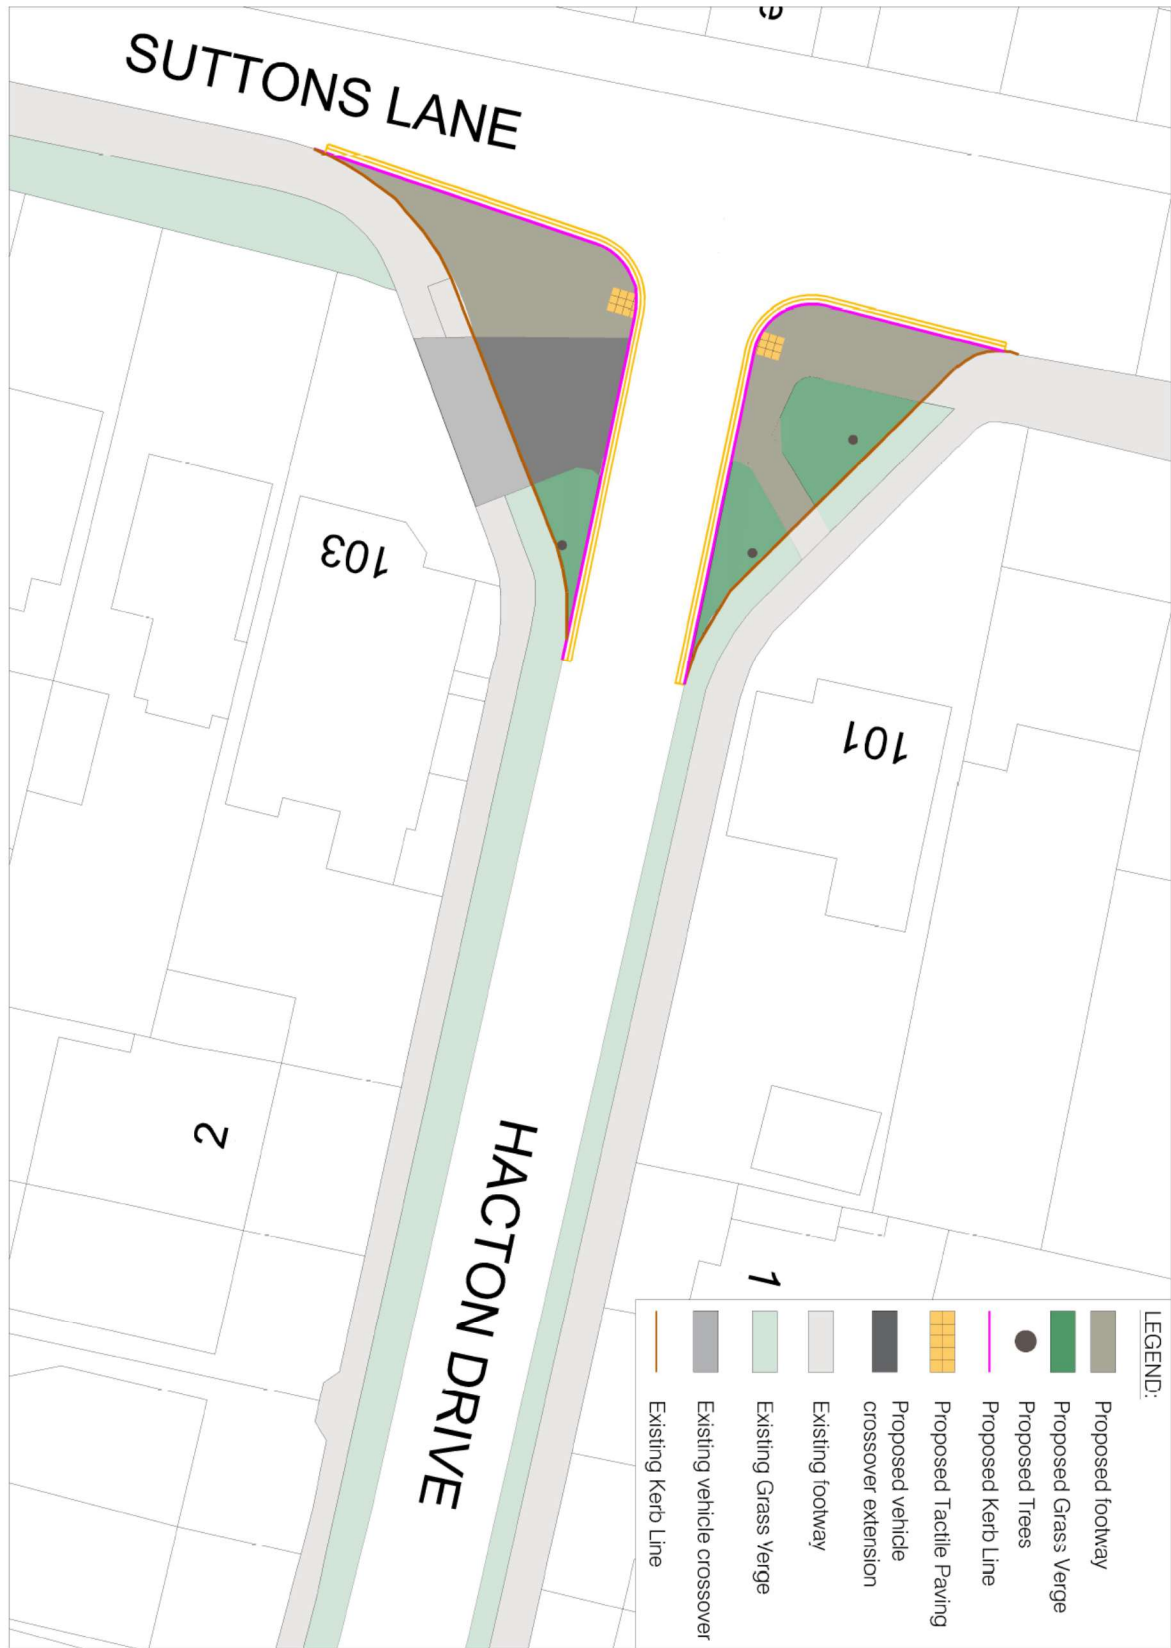 SUTTONS LANE
103
101
2
HACTON DRIVE
1
LEGEND:
Proposed footway
Proposed Grass Verge
Proposed Trees
Proposed Kerb Line
Proposed Tactile Paving
Proposed vehicle
crossover extension
Existing footway
Existing Grass Verge
Existing vehicle crossover
Existing Kerb Line